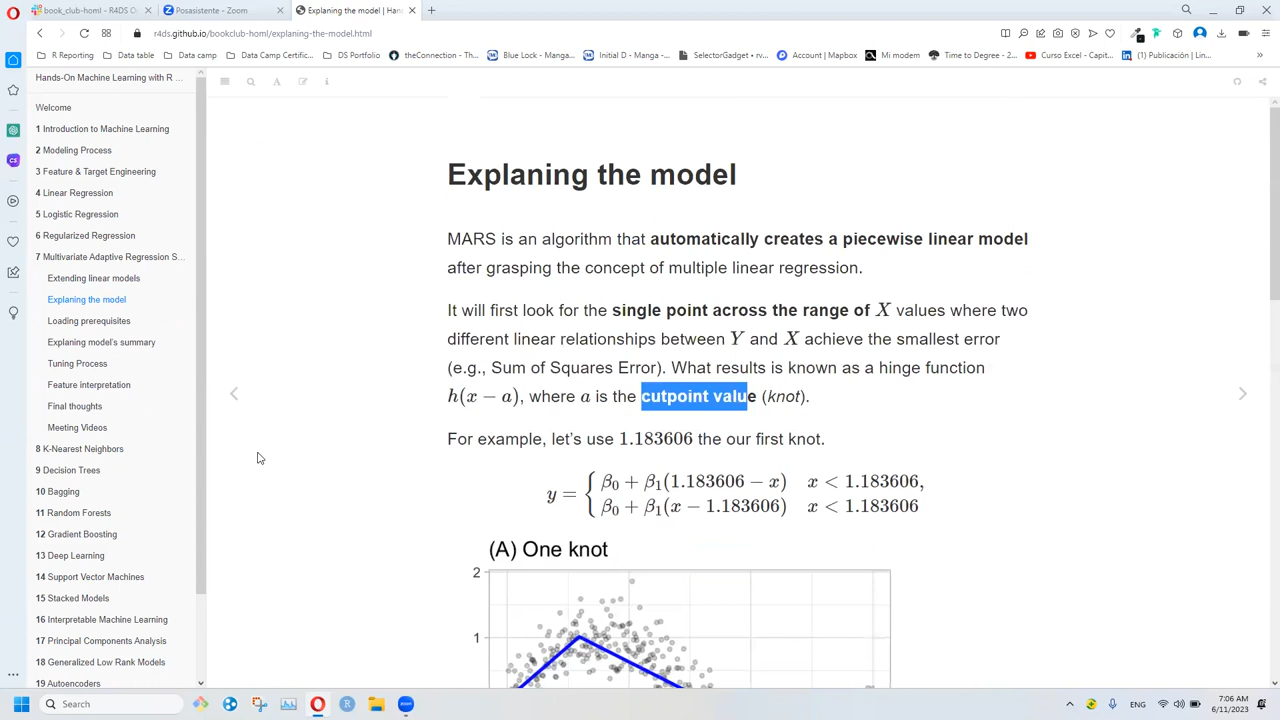 book_club-homl - R4DS O
Posasistente - Zoom
Explaning the model | Han
r4ds.github.io/bookclub-homl/explaning-the-model.html
R Reporting
Data table
Data camp
Data Camp Certific...
DS Portfolio
theConnection - Th...
Blue Lock - Manga...
Initial D - Manga -...
SelectorGadget • rv...
Account | Mapbox
Mi modem
Time to Degree - 2...
Curso Excel - Capit...
(1) Publicación | Lin...
Hands-On Machine Learning with R ...
Welcome
1 Introduction to Machine Learning
2 Modeling Process
3 Feature & Target Engineering
4 Linear Regression
5 Logistic Regression
6 Regularized Regression
7 Multivariate Adaptive Regression S...
Extending linear models
Explaning the model
Loading prerequisites
Explaning model's summary
Tuning Process
Feature interpretation
Final thoughts
Meeting Videos
8 K-Nearest Neighbors
9 Decision Trees
10 Bagging
11 Random Forests
12 Gradient Boosting
13 Deep Learning
14 Support Vector Machines
15 Stacked Models
16 Interpretable Machine Learning
17 Principal Components Analysis
18 Generalized Low Rank Models
19 Autoencoders
Explaning the model
MARS is an algorithm that automatically creates a piecewise linear model
after grasping the concept of multiple linear regression.
It will first look for the single point across the range of X values where two
different linear relationships between Y and X achieve the smallest error
(e.g., Sum of Squares Error). What results is known as a hinge function
h(x − a), where a is the cutpoint value (knot).
For example, let's use 1.183606 the our first knot.
y = { β0 + β1(1.183606 − x) x < 1.183606,
β0 + β1(x − 1.183606) x < 1.183606
(A) One knot
2
1
Search
ENG
7:06 AM
6/11/2023